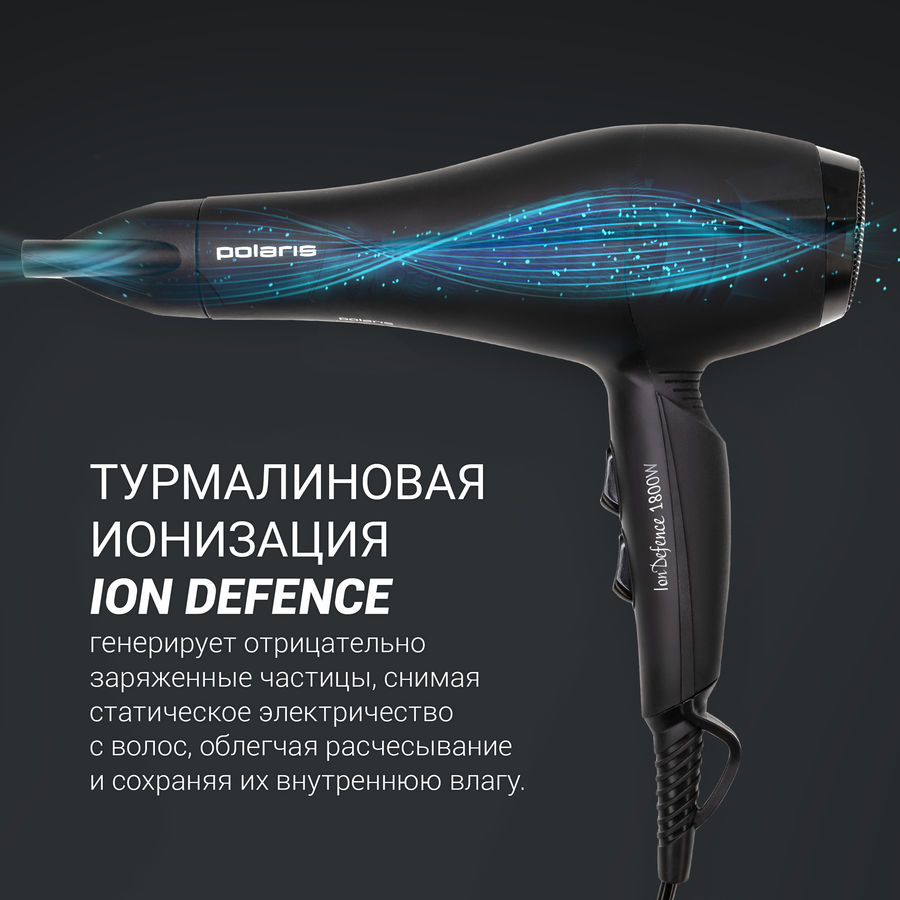 polaris
polaris
Ion Defence 1800W
ТУРМАЛИНОВАЯ
ИОНИЗАЦИЯ
ION DEFENCE
генерирует отрицательно
заряженные частицы, снимая
статическое электричество
с волос, облегчая расчесывание
и сохраняя их внутреннюю влагу.